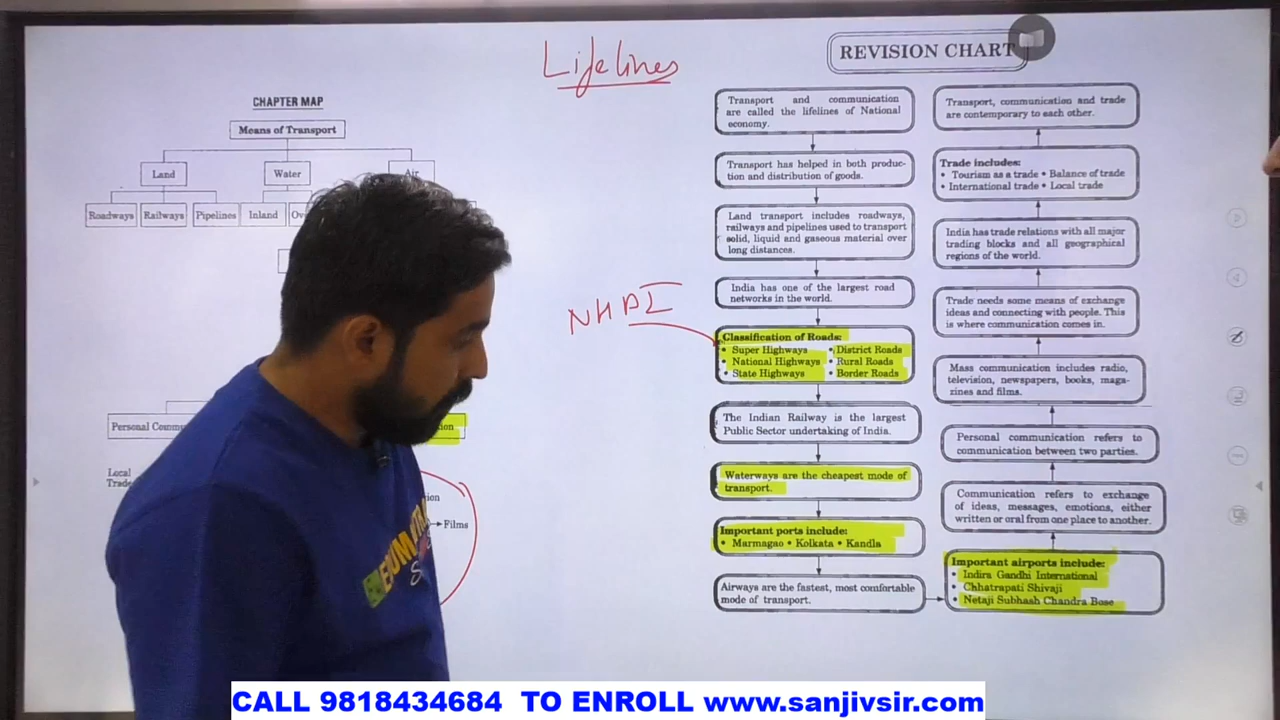 Lifelines
REVISION CHART
CHAPTER MAP
Means of Transport
Land
Water
Air
Roadways
Railways
Pipelines
Inland
Personal
Local
Trade
Films
NHAI
Transport and communication
are called the lifelines of National
economy.
Transport has helped in both produc-
tion and distribution of goods.
Land transport includes roadways,
railways and pipelines used to transport
solid, liquid and gaseous material over
long distances.
India has one of the largest road
networks in the world.
Classification of Roads:
• Super Highways • District Roads
• National Highways • Rural Roads
• State Highways • Border Roads
The Indian Railway is the largest
Public Sector undertaking of India.
Waterways are the cheapest mode of
transport.
Important ports include:
• Marmagao • Kolkata • Kandla
Airways are the fastest, most comfortable
mode of transport.
Transport, communication and trade
are contemporary to each other.
Trade includes:
• Tourism as a trade • Balance of trade
• International trade • Local trade
India has trade relations with all major
trading blocks and all geographical
regions of the world.
Trade needs some means of exchange
ideas and connecting with people. This
is where communication comes in.
Mass communication includes radio,
television, newspapers, books, maga-
zines and films.
Personal communication refers to
communication between two parties.
Communication refers to exchange
of ideas, messages, emotions, either
written or oral from one place to another.
Important airports include:
• Indira Gandhi International
• Chhatrapati Shivaji
• Netaji Subhash Chandra Bose
CALL 9818434684 TO ENROLL www.sanjivsir.com